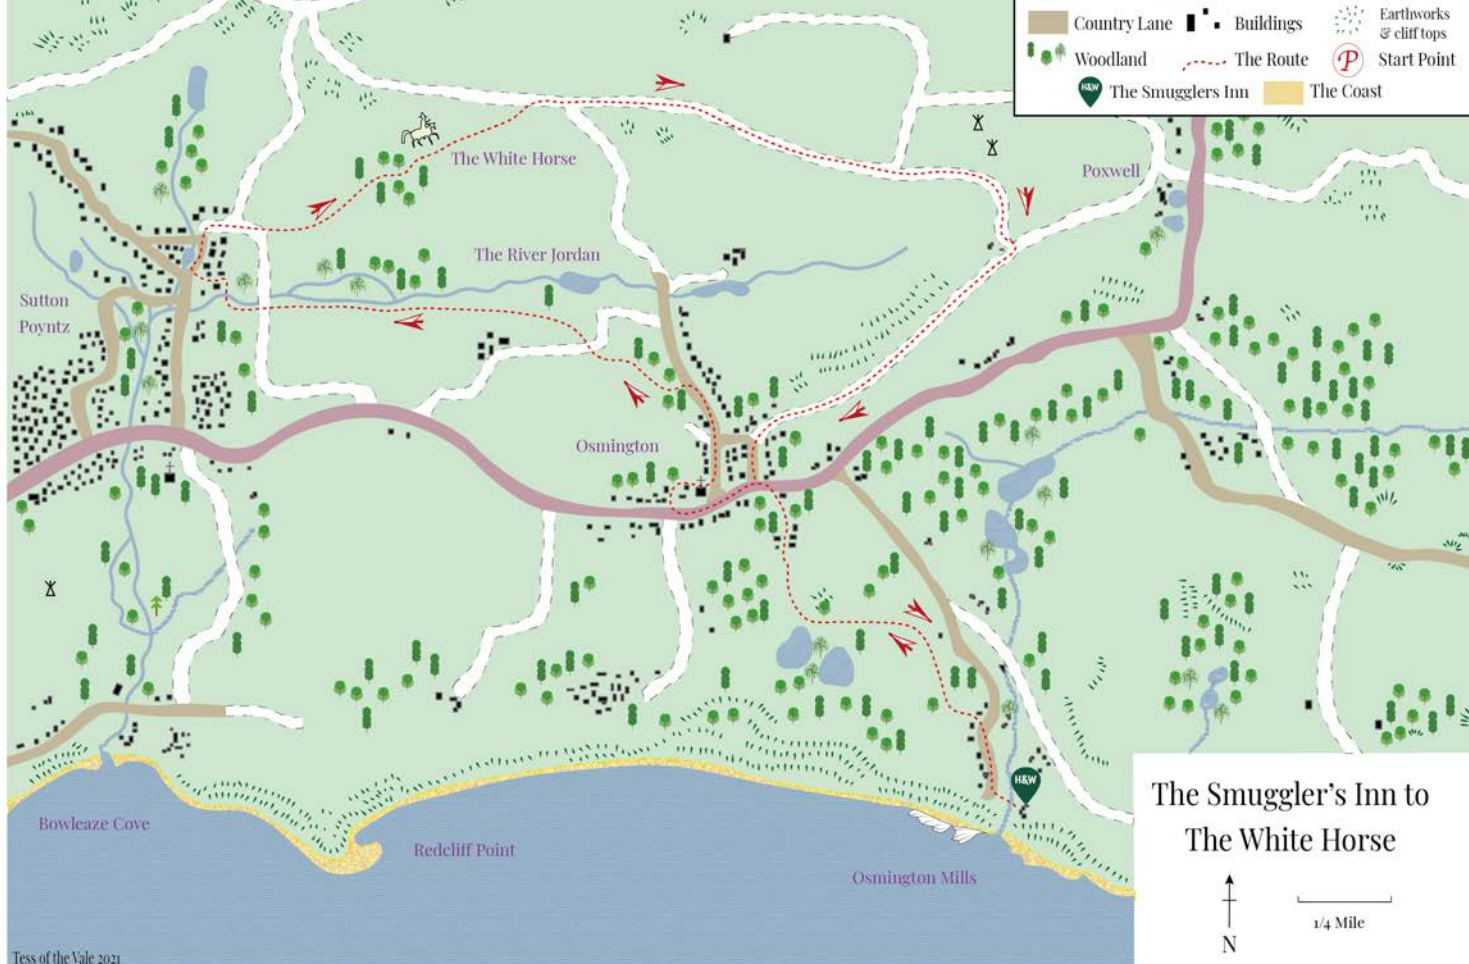 Country Lane
Buildings
Earthworks
& cliff tops
Woodland
The Route
P
Start Point
H&W
The Smugglers Inn
The Coast
The White Horse
Poxwell
The River Jordan
Sutton
Poyntz
Osmington
H&W
Bowleaze Cove
Redcliff Point
Osmington Mills
The Smuggler's Inn to
The White Horse
N
1/4 Mile
Tess of the Vale 2021